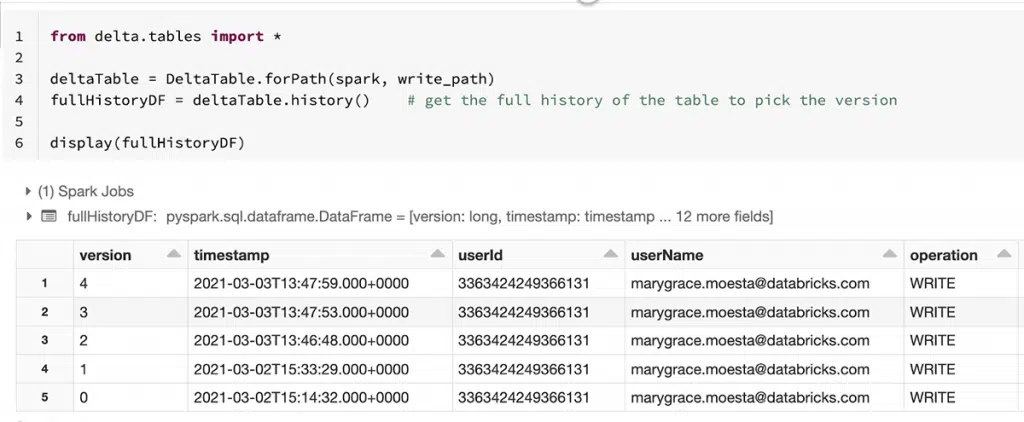 1 from delta.tables import *
2
3 deltaTable = DeltaTable.forPath(spark, write_path)
4 fullHistoryDF = deltaTable.history() # get the full history of the table to pick the version
5
6 display(fullHistoryDF)
(1) Spark Jobs
fullHistoryDF: pyspark.sql.dataframe.DataFrame = [version: long, timestamp: timestamp ... 12 more fields]
version timestamp userId userName operation
1 4 2021-03-03T13:47:59.000+0000 3363424249366131 marygrace.moesta@databricks.com WRITE
2 3 2021-03-03T13:47:53.000+0000 3363424249366131 marygrace.moesta@databricks.com WRITE
3 2 2021-03-03T13:46:48.000+0000 3363424249366131 marygrace.moesta@databricks.com WRITE
4 1 2021-03-02T15:33:29.000+0000 3363424249366131 marygrace.moesta@databricks.com WRITE
5 0 2021-03-02T15:14:32.000+0000 3363424249366131 marygrace.moesta@databricks.com WRITE